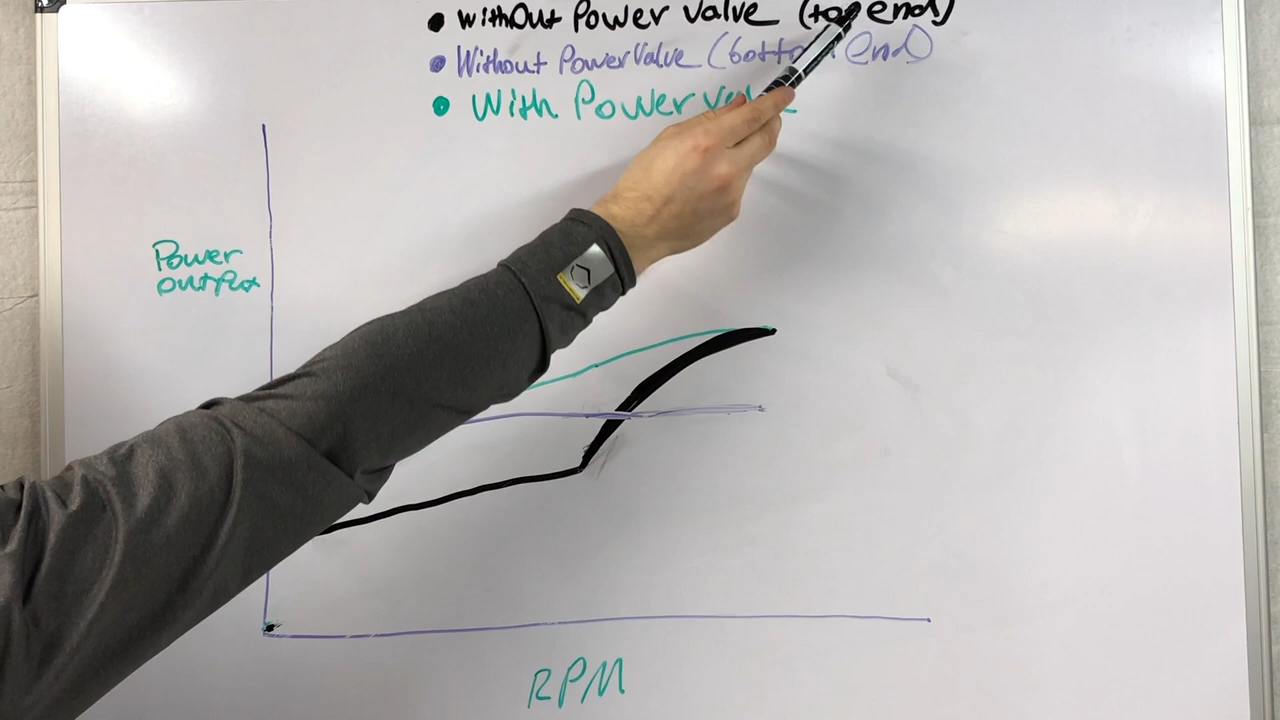 without Power valve (top end)
Without PowerValve (bottom end)
With Power valve
Power
output
RPM